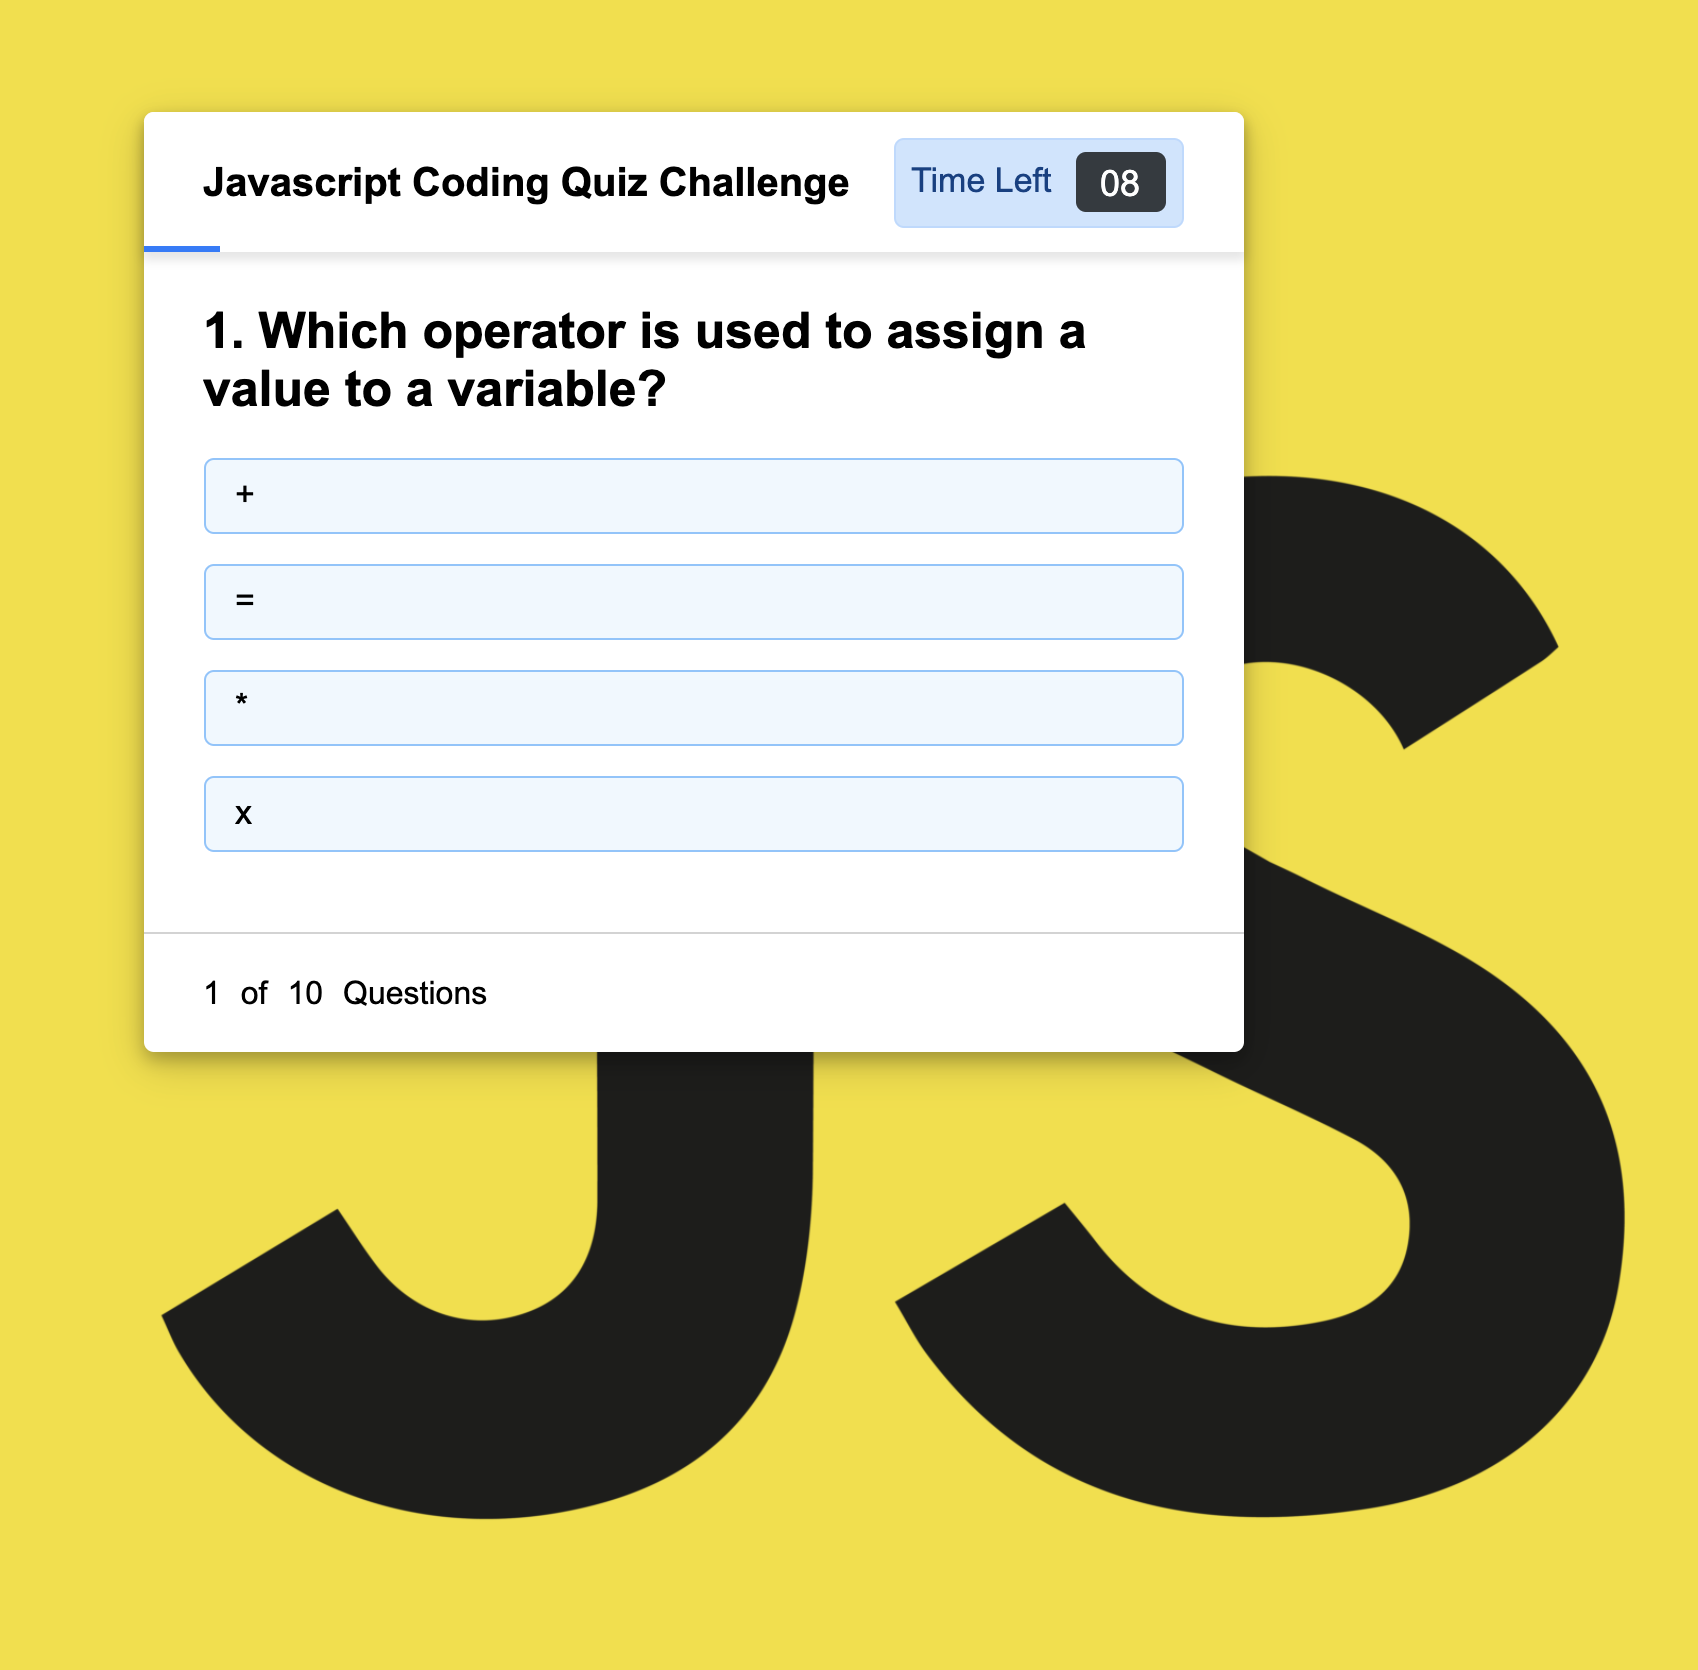 Javascript Coding Quiz Challenge
Time Left 08
1. Which operator is used to assign a
value to a variable?
+
=
*
x
1 of 10 Questions
JS